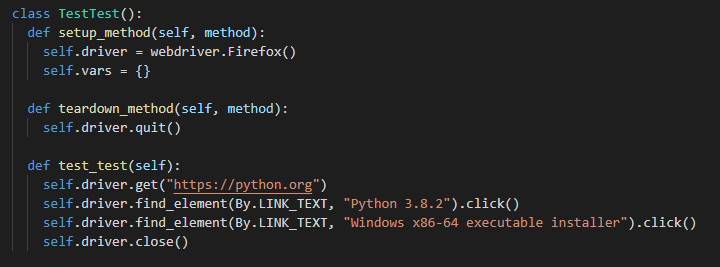 class TestTest():
  def setup_method(self, method):
    self.driver = webdriver.Firefox()
    self.vars = {}

  def teardown_method(self, method):
    self.driver.quit()

  def test_test(self):
    self.driver.get("https://python.org")
    self.driver.find_element(By.LINK_TEXT, "Python 3.8.2").click()
    self.driver.find_element(By.LINK_TEXT, "Windows x86-64 executable installer").click()
    self.driver.close()